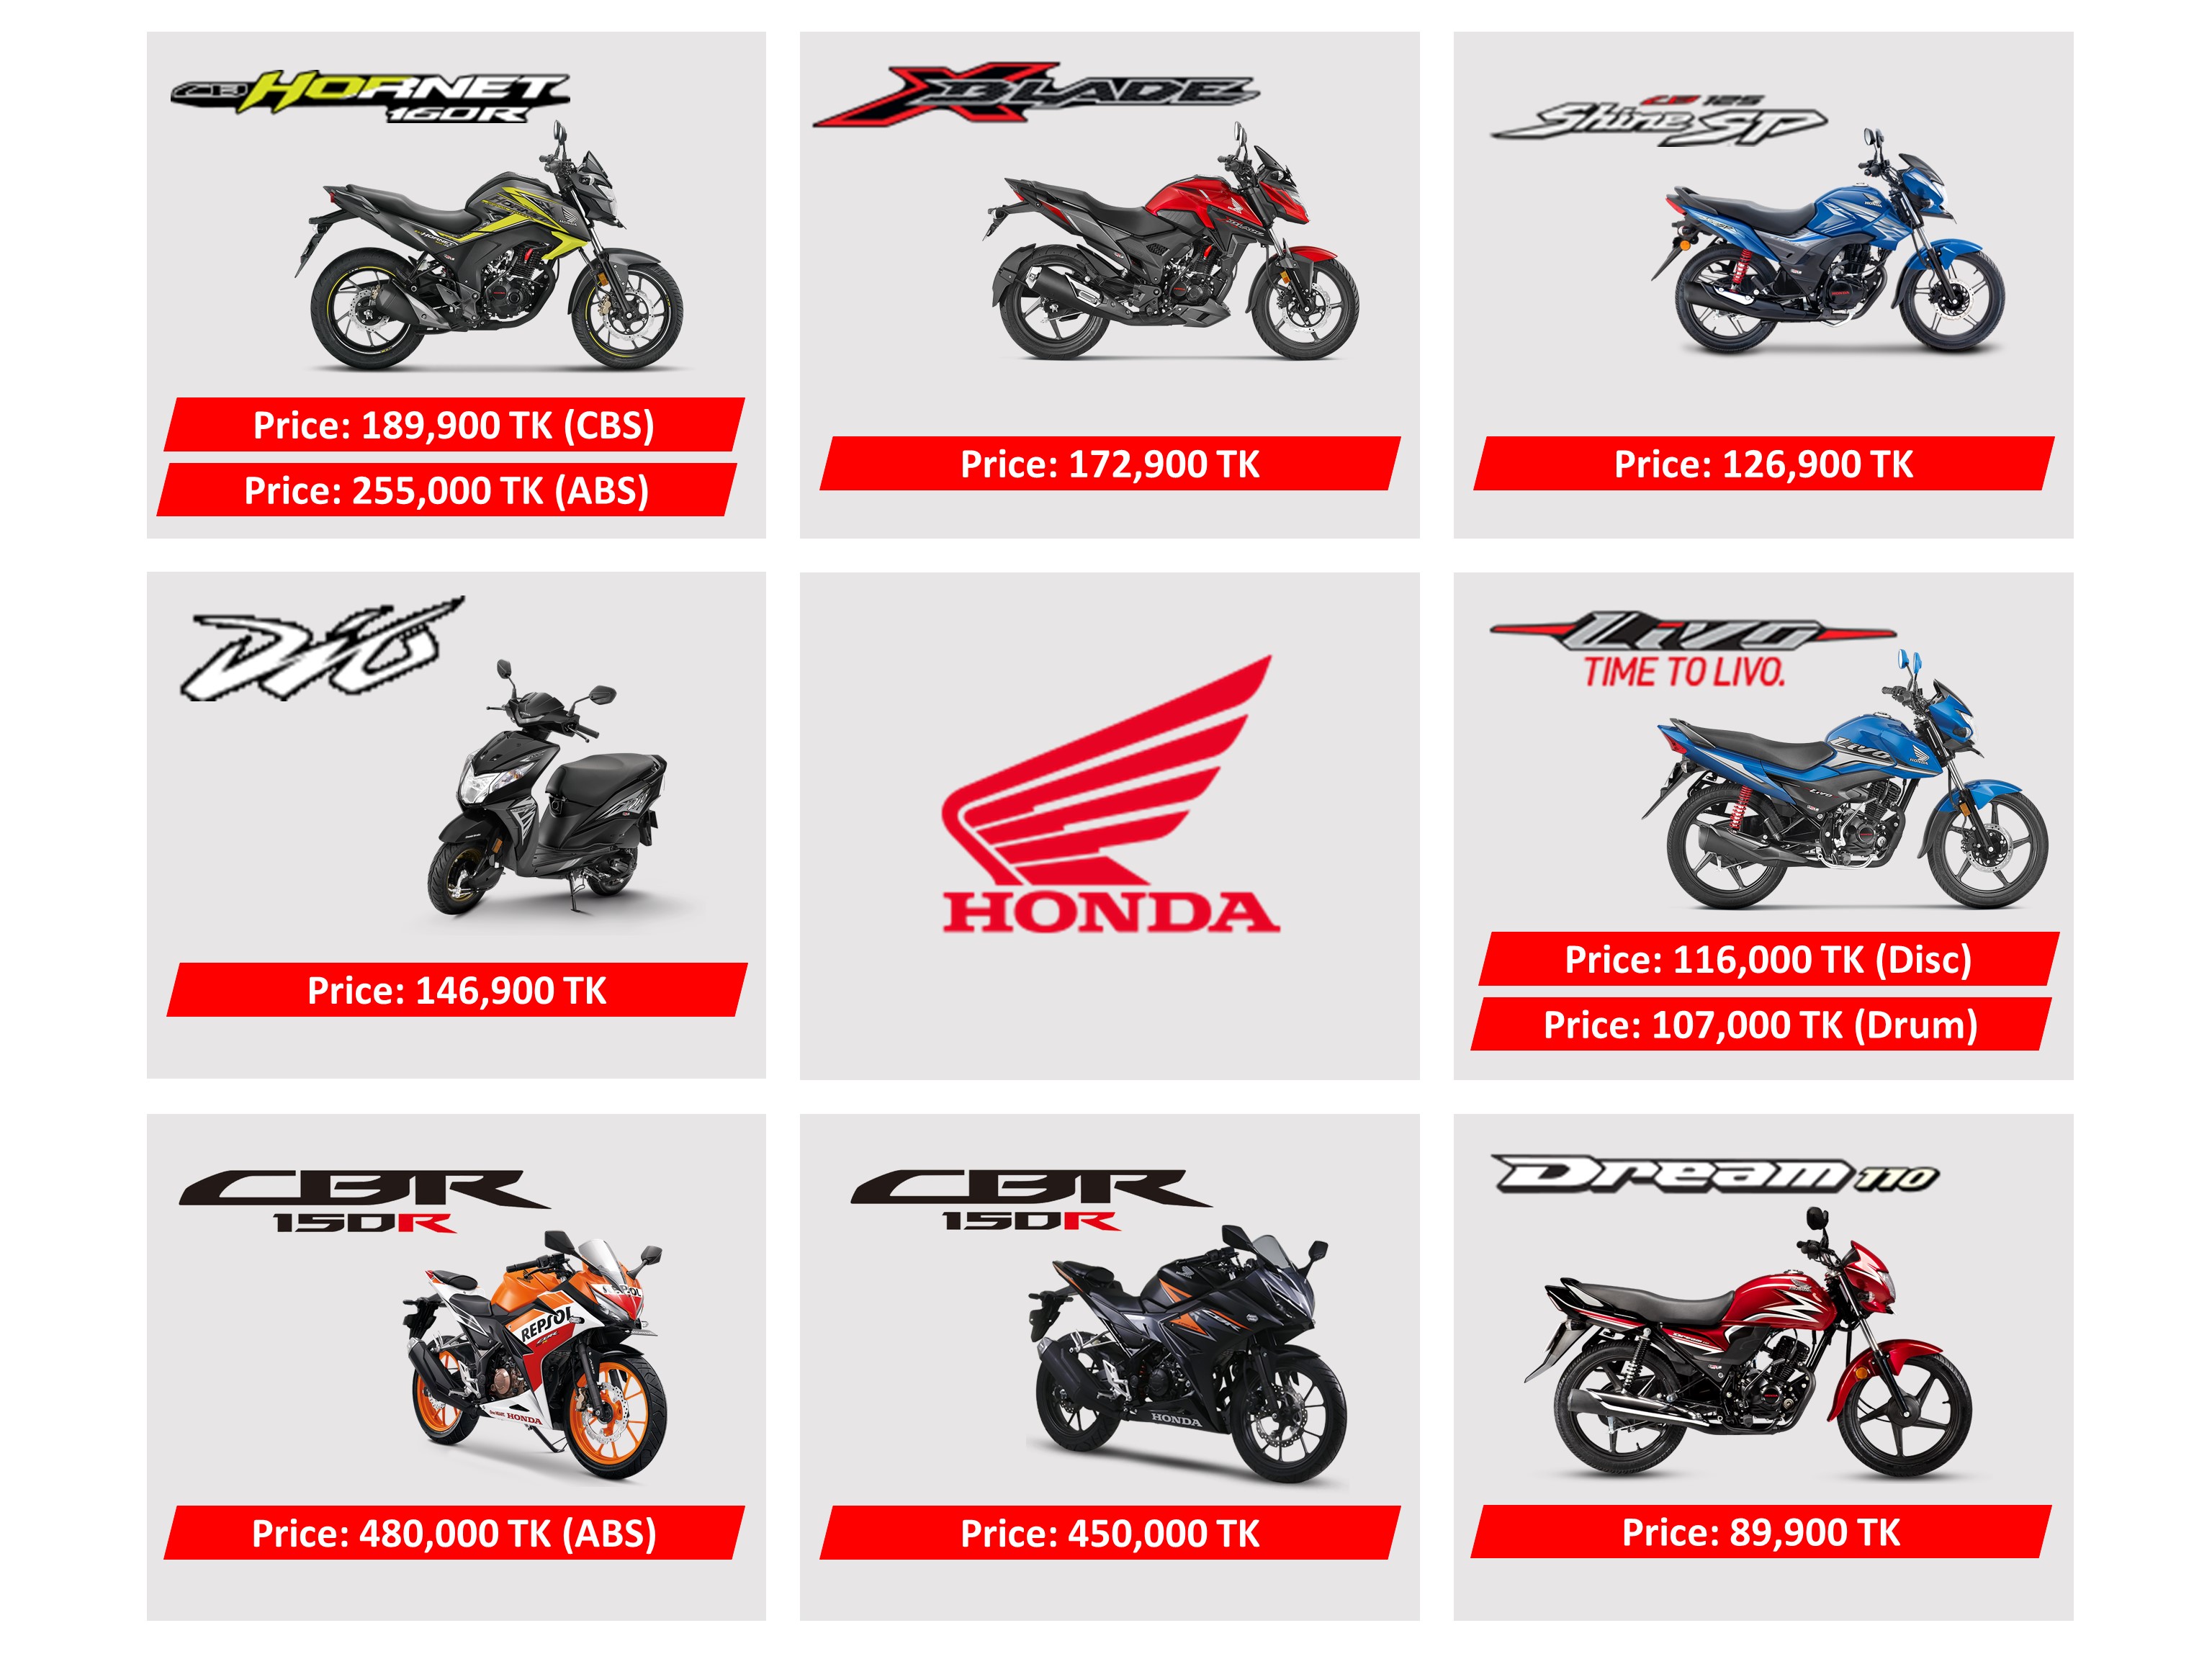 CB HORNET
160R
Price: 189,900 TK (CBS)
Price: 255,000 TK (ABS)
XBLADE
Price: 172,900 TK
CB 125
Shine SP
Price: 126,900 TK
Dio
Price: 146,900 TK
HONDA
Livo
TIME TO LIVO.
Price: 116,000 TK (Disc)
Price: 107,000 TK (Drum)
CBR
150R
REPSOL
HONDA
Price: 480,000 TK (ABS)
CBR
150R
HONDA
Price: 450,000 TK
Dream 110
Price: 89,900 TK